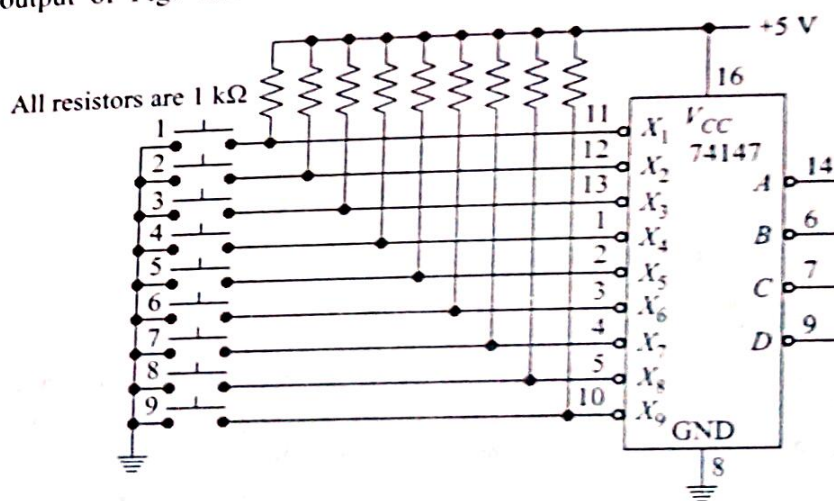 output of Fig
+5 V
All resistors are 1 kΩ
16
1
2
3
4
5
6
7
8
9
11
12
13
1
2
3
4
5
10
X₁
X₂
X₃
X₄
X₅
X₆
X₇
X₈
X₉
V_CC
74147
A
B
C
D
14
6
7
9
GND
8